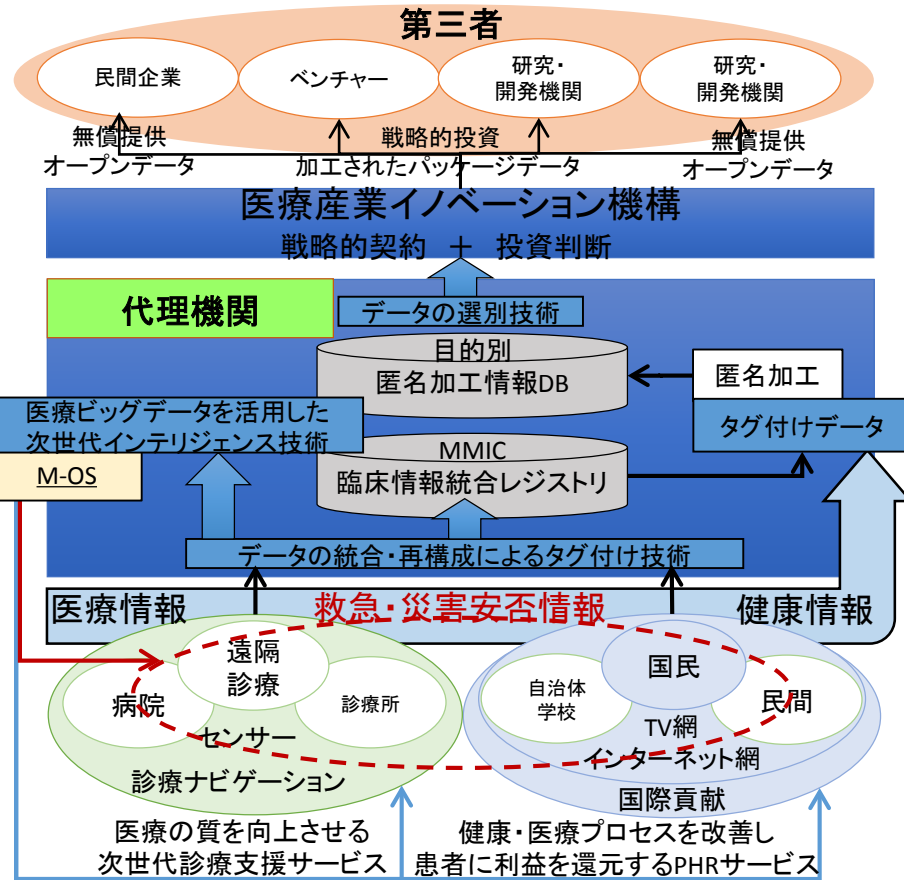 第三者
民間企業
ベンチャー
研究・
開発機関
研究・
開発機関
無償提供
オープンデータ
戦略的投資
加工されたパッケージデータ
無償提供
オープンデータ
医療産業イノベーション機構
戦略的契約 + 投資判断
代理機関
データの選別技術
目的別
匿名加工情報DB
匿名加工
医療ビッグデータを活用した
次世代インテリジェンス技術
タグ付けデータ
M-OS
MMIC
臨床情報統合レジストリ
データの統合・再構成によるタグ付け技術
医療情報
救急・災害安否情報
健康情報
遠隔
診療
病院
診療所
センサー
診療ナビゲーション
国民
自治体
学校
民間
TV網
インターネット網
国際貢献
医療の質を向上させる
次世代診療支援サービス
健康・医療プロセスを改善し
患者に利益を還元するPHRサービス